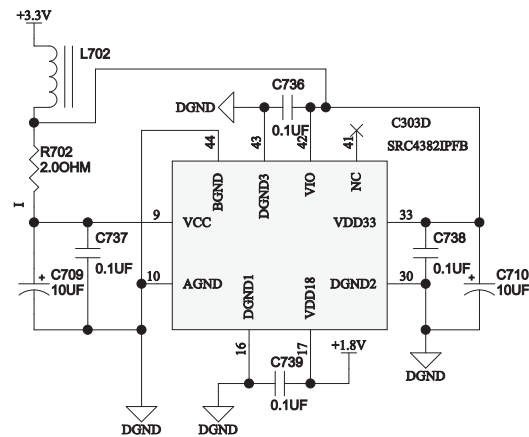 +3.3V
L702
C736
DGND
0.1UF
C303D
SRC4382IPFB
44
43
42
41
R702
2.0OHM
BGND
DGND3
VIO
NC
I
9
VCC
VDD33
33
C737
0.1UF
C738
0.1UF
C709
10UF
10
AGND
DGND1
VDD18
DGND2
30
C710
10UF
+
+
16
17
+1.8V
C739
0.1UF
DGND
DGND
DGND